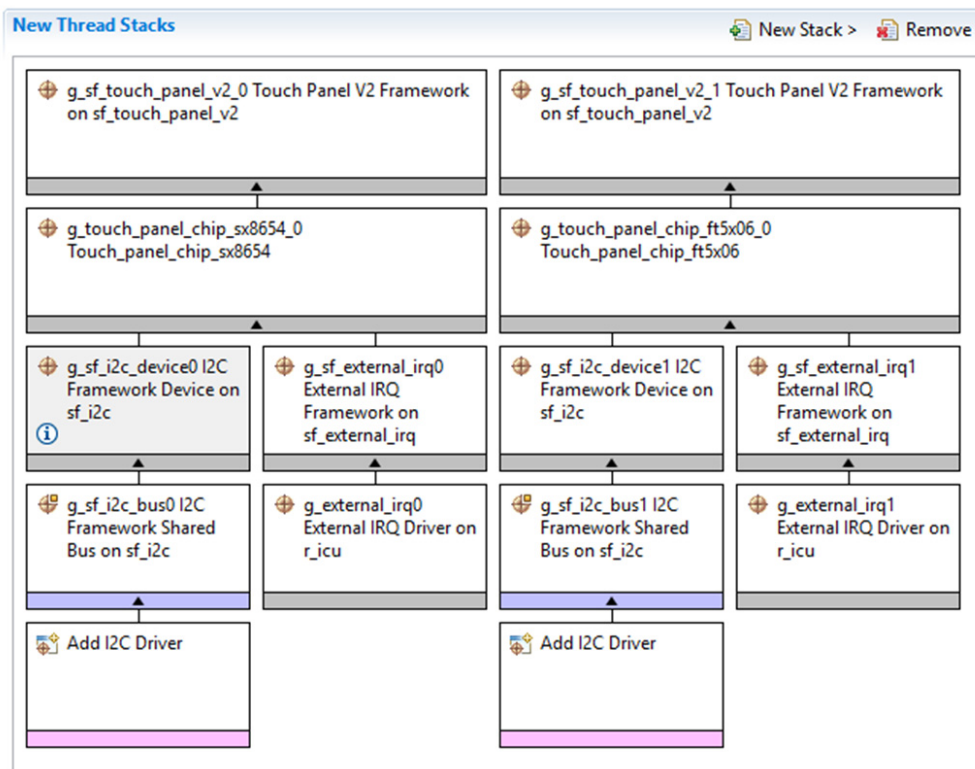 New Thread Stacks
New Stack >
Remove
g_sf_touch_panel_v2_0 Touch Panel V2 Framework
on sf_touch_panel_v2
g_sf_touch_panel_v2_1 Touch Panel V2 Framework
on sf_touch_panel_v2
g_touch_panel_chip_sx8654_0
Touch_panel_chip_sx8654
g_touch_panel_chip_ft5x06_0
Touch_panel_chip_ft5x06
g_sf_i2c_device0 I2C
Framework Device on
sf_i2c
g_sf_external_irq0
External IRQ
Framework on
sf_external_irq
g_sf_i2c_device1 I2C
Framework Device on
sf_i2c
g_sf_external_irq1
External IRQ
Framework on
sf_external_irq
g_sf_i2c_bus0 I2C
Framework Shared
Bus on sf_i2c
g_external_irq0
External IRQ Driver on
r_icu
g_sf_i2c_bus1 I2C
Framework Shared
Bus on sf_i2c
g_external_irq1
External IRQ Driver on
r_icu
Add I2C Driver
Add I2C Driver